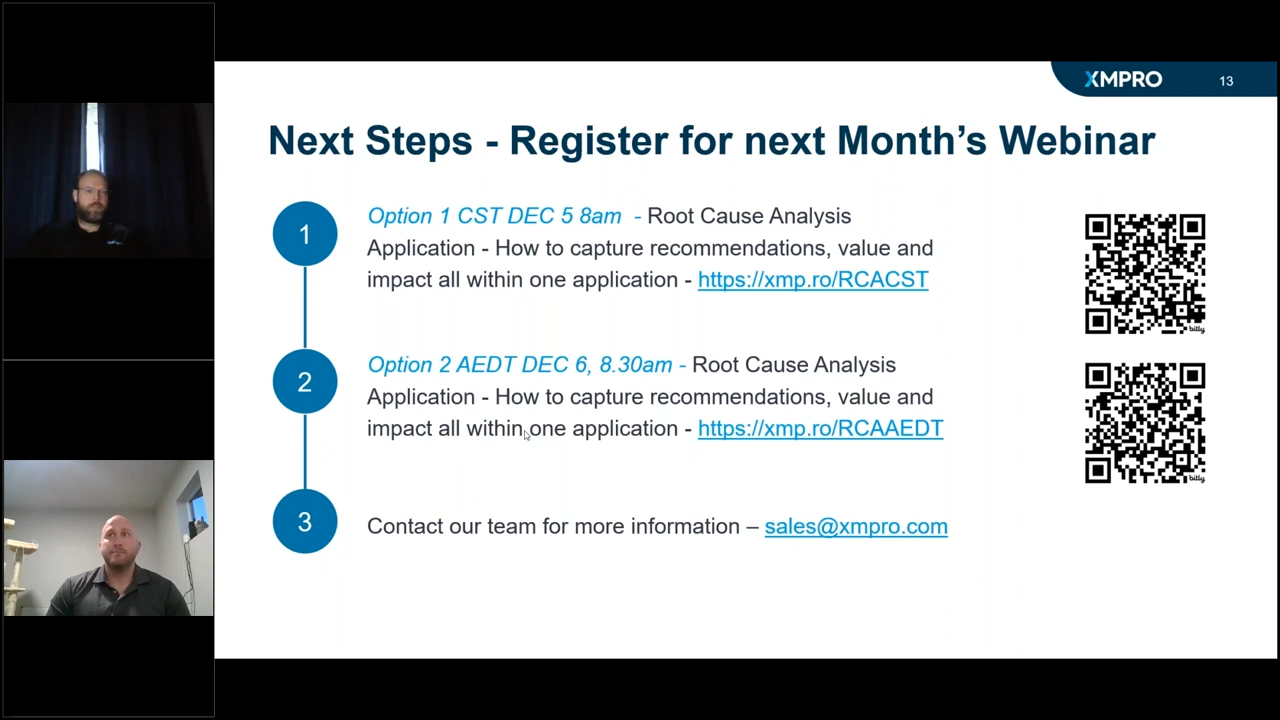 XMPRO
13
Next Steps - Register for next Month’s Webinar
1
Option 1 CST DEC 5 8am - Root Cause Analysis
Application - How to capture recommendations, value and
impact all within one application - https://xmp.ro/RCACST
bitly
2
Option 2 AEDT DEC 6, 8.30am - Root Cause Analysis
Application - How to capture recommendations, value and
impact all within one application - https://xmp.ro/RCAAEDT
bitly
3
Contact our team for more information – sales@xmpro.com